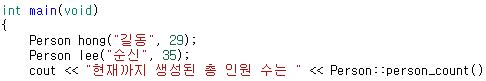 int main(void)
{
    Person hong("길동", 29);
    Person lee("순신", 35);
    cout << "현재까지 생성된 총 인원 수는 " << Person::person_count()